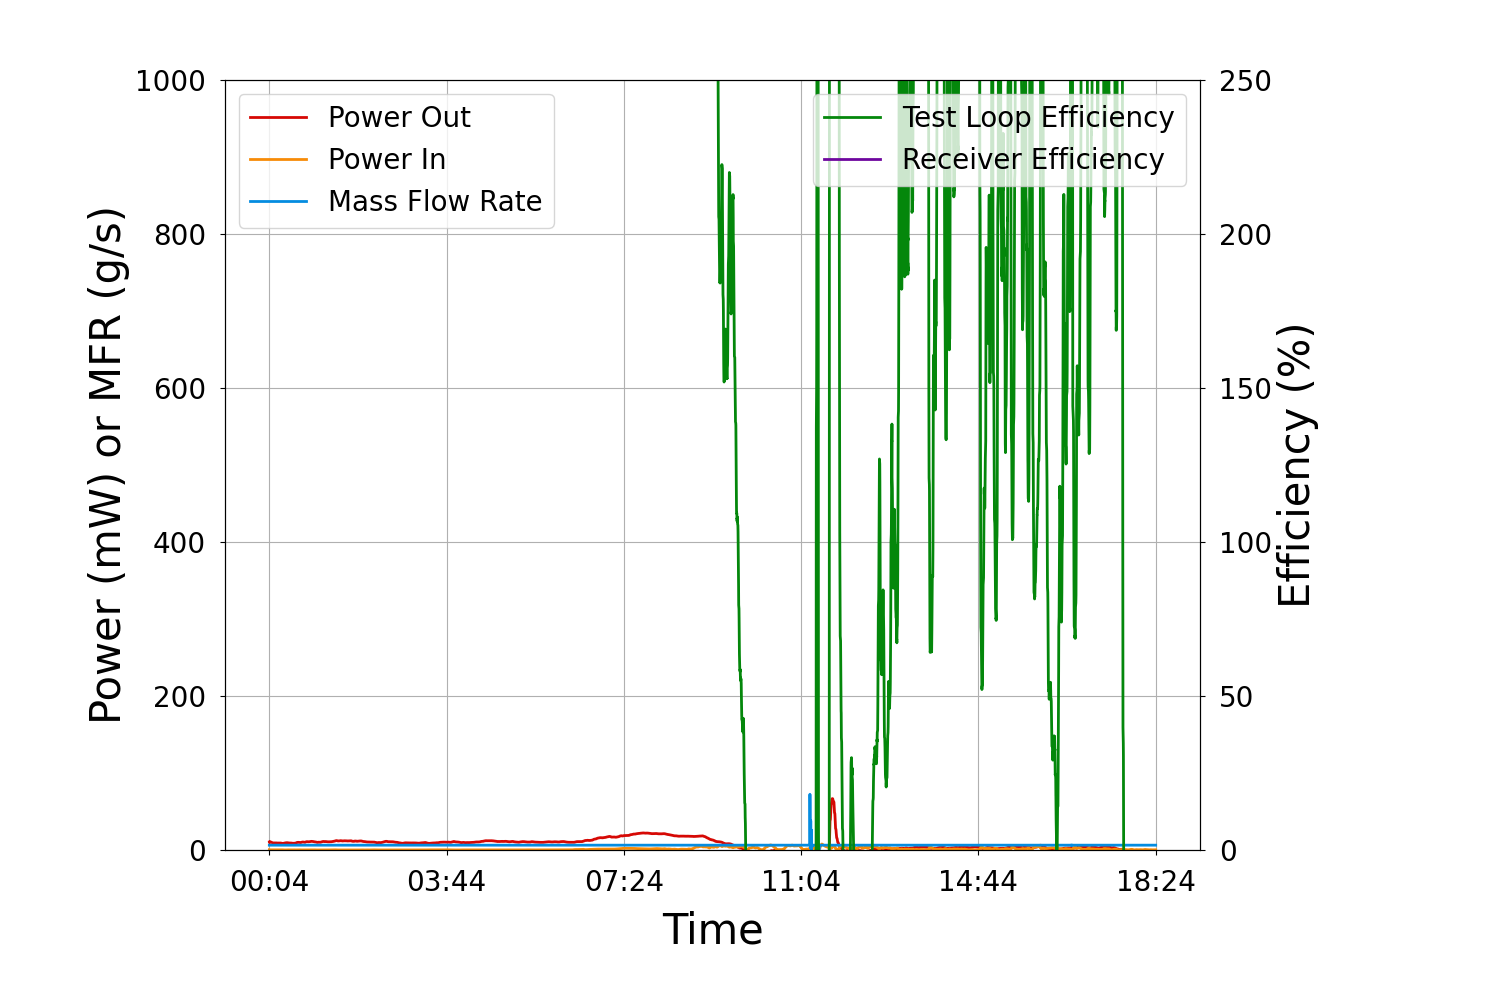 1000
800
600
400
200
0
Power (mW) or MFR (g/s)
Power Out
Power In
Mass Flow Rate
Test Loop Efficiency
Receiver Efficiency
250
200
150
100
50
0
Efficiency (%)
00:04
03:44
07:24
11:04
14:44
18:24
Time